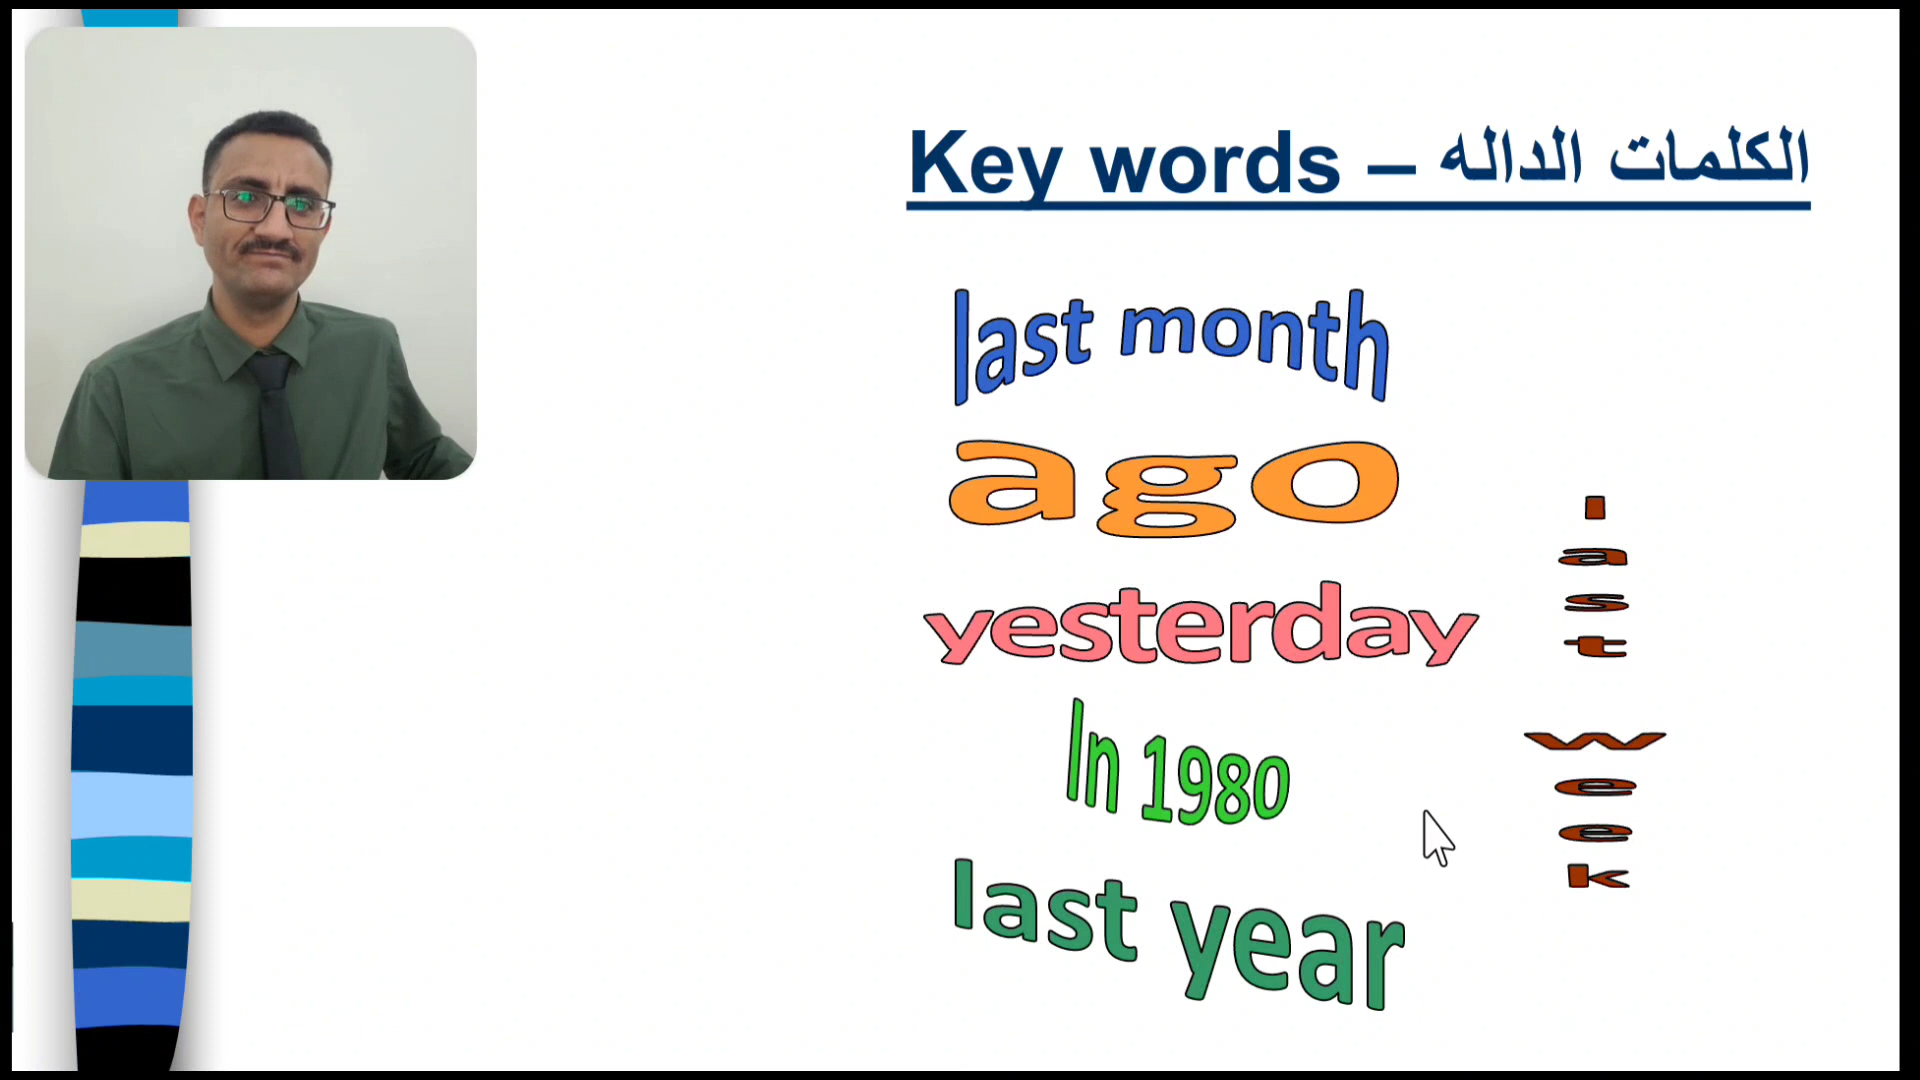 Key words – الكلمات الداله
last month
ago
yesterday
In 1980
last year
last week